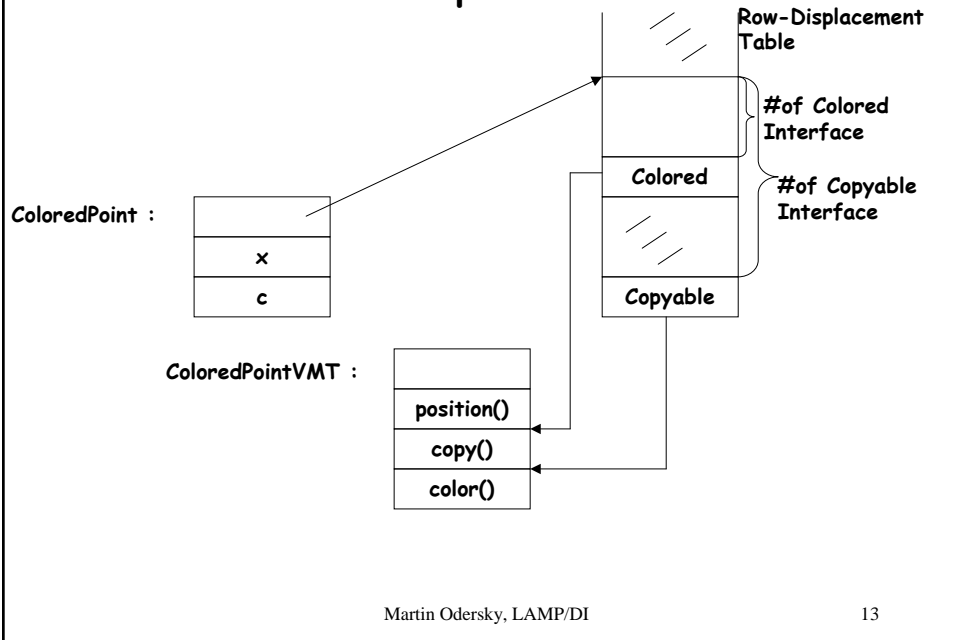 Row-Displacement
Table
#of Colored
Interface
Colored
#of Copyable
Interface
ColoredPoint :
x
c
Copyable
ColoredPointVMT :
position()
copy()
color()
Martin Odersky, LAMP/DI
13